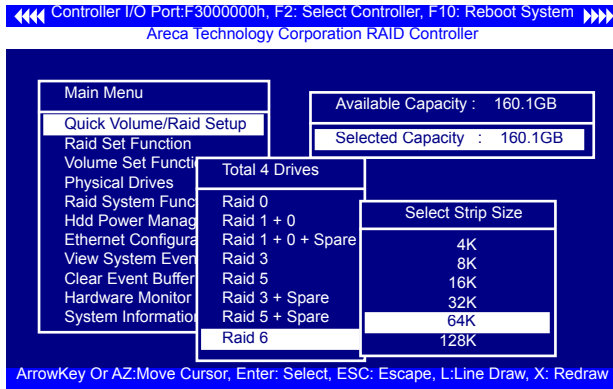 Controller I/O Port:F3000000h, F2: Select Controller, F10: Reboot System
Areca Technology Corporation RAID Controller
Main Menu
Quick Volume/Raid Setup
Raid Set Function
Volume Set Functi
Physical Drives
Raid System Func
Hdd Power Manag
Ethernet Configura
View System Even
Clear Event Buffer
Hardware Monitor
System Informatio
Available Capacity : 160.1GB
Selected Capacity : 160.1GB
Total 4 Drives
Raid 0
Raid 1 + 0
Raid 1 + 0 + Spare
Raid 3
Raid 5
Raid 3 + Spare
Raid 5 + Spare
Raid 6
Select Strip Size
4K
8K
16K
32K
64K
128K
ArrowKey Or AZ:Move Cursor, Enter: Select, ESC: Escape, L:Line Draw, X: Redraw